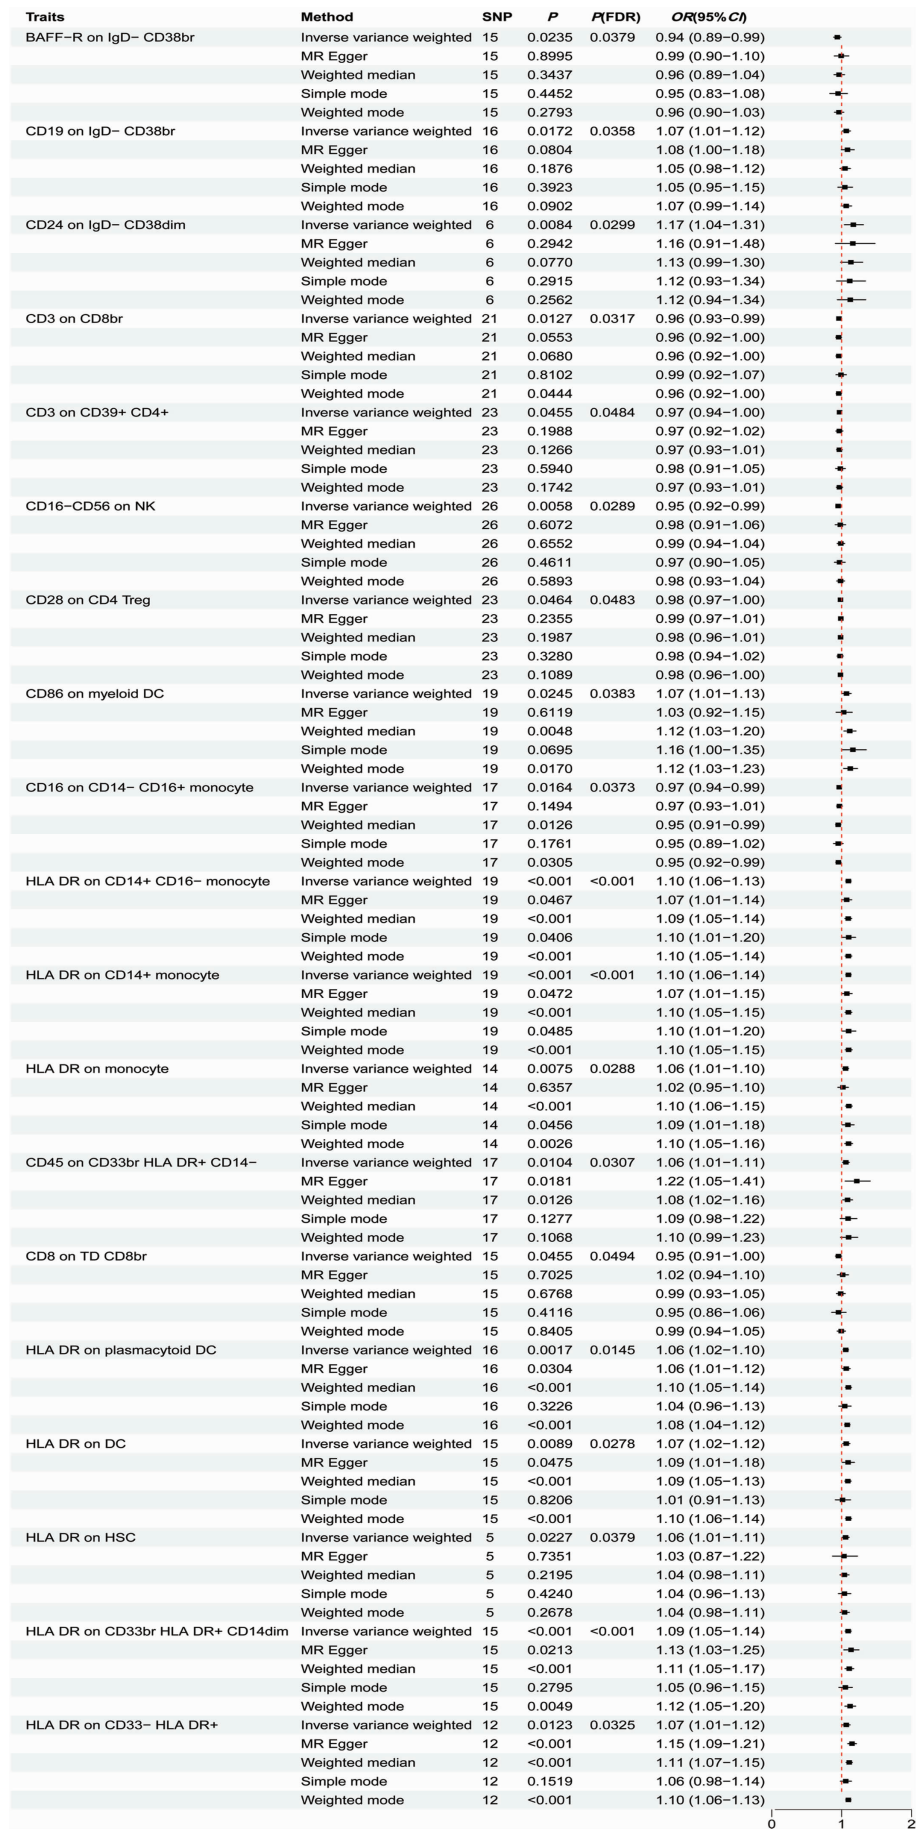 Traits Method SNP P P(FDR) OR(95%CI)
BAFF−R on IgD− CD38br Inverse variance weighted 15 0.0235 0.0379 0.94 (0.89−0.99)
MR Egger 15 0.8995 0.99 (0.90−1.10)
Weighted median 15 0.3437 0.96 (0.89−1.04)
Simple mode 15 0.4452 0.95 (0.83−1.08)
Weighted mode 15 0.2793 0.96 (0.90−1.03)
CD19 on IgD− CD38br Inverse variance weighted 16 0.0172 0.0358 1.07 (1.01−1.12)
MR Egger 16 0.0804 1.08 (1.00−1.18)
Weighted median 16 0.1876 1.05 (0.98−1.12)
Simple mode 16 0.3923 1.05 (0.95−1.15)
Weighted mode 16 0.0902 1.07 (0.99−1.14)
CD24 on IgD− CD38dim Inverse variance weighted 6 0.0084 0.0299 1.17 (1.04−1.31)
MR Egger 6 0.2942 1.16 (0.91−1.48)
Weighted median 6 0.0770 1.13 (0.99−1.30)
Simple mode 6 0.2915 1.12 (0.93−1.34)
Weighted mode 6 0.2562 1.12 (0.94−1.34)
CD3 on CD8br Inverse variance weighted 21 0.0127 0.0317 0.96 (0.93−0.99)
MR Egger 21 0.0553 0.96 (0.92−1.00)
Weighted median 21 0.0680 0.96 (0.92−1.00)
Simple mode 21 0.8102 0.99 (0.92−1.07)
Weighted mode 21 0.0444 0.96 (0.92−1.00)
CD3 on CD39+ CD4+ Inverse variance weighted 23 0.0455 0.0484 0.97 (0.94−1.00)
MR Egger 23 0.1988 0.97 (0.92−1.02)
Weighted median 23 0.1266 0.97 (0.93−1.01)
Simple mode 23 0.5940 0.98 (0.91−1.05)
Weighted mode 23 0.1742 0.97 (0.93−1.01)
CD16−CD56 on NK Inverse variance weighted 26 0.0058 0.0289 0.95 (0.92−0.99)
MR Egger 26 0.6072 0.98 (0.91−1.06)
Weighted median 26 0.6552 0.99 (0.94−1.04)
Simple mode 26 0.4611 0.97 (0.90−1.05)
Weighted mode 26 0.5893 0.98 (0.93−1.04)
CD28 on CD4 Treg Inverse variance weighted 23 0.0464 0.0483 0.98 (0.97−1.00)
MR Egger 23 0.2355 0.99 (0.97−1.01)
Weighted median 23 0.1987 0.98 (0.96−1.01)
Simple mode 23 0.3280 0.98 (0.94−1.02)
Weighted mode 23 0.1089 0.98 (0.96−1.00)
CD86 on myeloid DC Inverse variance weighted 19 0.0245 0.0383 1.07 (1.01−1.13)
MR Egger 19 0.6119 1.03 (0.92−1.15)
Weighted median 19 0.0048 1.12 (1.03−1.20)
Simple mode 19 0.0695 1.16 (1.00−1.35)
Weighted mode 19 0.0170 1.12 (1.03−1.23)
CD16 on CD14− CD16+ monocyte Inverse variance weighted 17 0.0164 0.0373 0.97 (0.94−0.99)
MR Egger 17 0.1494 0.97 (0.93−1.01)
Weighted median 17 0.0126 0.95 (0.91−0.99)
Simple mode 17 0.1761 0.95 (0.89−1.02)
Weighted mode 17 0.0305 0.95 (0.92−0.99)
HLA DR on CD14+ CD16− monocyte Inverse variance weighted 19 <0.001 <0.001 1.10 (1.06−1.13)
MR Egger 19 0.0467 1.07 (1.01−1.14)
Weighted median 19 <0.001 1.09 (1.05−1.14)
Simple mode 19 0.0406 1.10 (1.01−1.20)
Weighted mode 19 <0.001 1.10 (1.05−1.14)
HLA DR on CD14+ monocyte Inverse variance weighted 19 <0.001 <0.001 1.10 (1.06−1.14)
MR Egger 19 0.0472 1.07 (1.01−1.15)
Weighted median 19 <0.001 1.10 (1.05−1.15)
Simple mode 19 0.0485 1.10 (1.01−1.20)
Weighted mode 19 <0.001 1.10 (1.05−1.15)
HLA DR on monocyte Inverse variance weighted 14 0.0075 0.0288 1.06 (1.01−1.10)
MR Egger 14 0.6357 1.02 (0.95−1.10)
Weighted median 14 <0.001 1.10 (1.06−1.15)
Simple mode 14 0.0456 1.09 (1.01−1.18)
Weighted mode 14 0.0026 1.10 (1.05−1.16)
CD45 on CD33br HLA DR+ CD14− Inverse variance weighted 17 0.0104 0.0307 1.06 (1.01−1.11)
MR Egger 17 0.0181 1.22 (1.05−1.41)
Weighted median 17 0.0126 1.08 (1.02−1.16)
Simple mode 17 0.1277 1.09 (0.98−1.22)
Weighted mode 17 0.1068 1.10 (0.99−1.23)
CD8 on TD CD8br Inverse variance weighted 15 0.0455 0.0494 0.95 (0.91−1.00)
MR Egger 15 0.7025 1.02 (0.94−1.10)
Weighted median 15 0.6768 0.99 (0.93−1.05)
Simple mode 15 0.4116 0.95 (0.86−1.06)
Weighted mode 15 0.8405 0.99 (0.94−1.05)
HLA DR on plasmacytoid DC Inverse variance weighted 16 0.0017 0.0145 1.06 (1.02−1.10)
MR Egger 16 0.0304 1.06 (1.01−1.12)
Weighted median 16 <0.001 1.10 (1.05−1.14)
Simple mode 16 0.3226 1.04 (0.96−1.13)
Weighted mode 16 <0.001 1.08 (1.04−1.12)
HLA DR on DC Inverse variance weighted 15 0.0089 0.0278 1.07 (1.02−1.12)
MR Egger 15 0.0475 1.09 (1.01−1.18)
Weighted median 15 <0.001 1.09 (1.05−1.13)
Simple mode 15 0.8206 1.01 (0.91−1.13)
Weighted mode 15 <0.001 1.10 (1.06−1.14)
HLA DR on HSC Inverse variance weighted 5 0.0227 0.0379 1.06 (1.01−1.11)
MR Egger 5 0.7351 1.03 (0.87−1.22)
Weighted median 5 0.2195 1.04 (0.98−1.11)
Simple mode 5 0.4240 1.04 (0.96−1.13)
Weighted mode 5 0.2678 1.04 (0.98−1.11)
HLA DR on CD33br HLA DR+ CD14dim Inverse variance weighted 15 <0.001 <0.001 1.09 (1.05−1.14)
MR Egger 15 0.0213 1.13 (1.03−1.25)
Weighted median 15 <0.001 1.11 (1.05−1.17)
Simple mode 15 0.2795 1.05 (0.96−1.15)
Weighted mode 15 0.0049 1.12 (1.05−1.20)
HLA DR on CD33− HLA DR+ Inverse variance weighted 12 0.0123 0.0325 1.07 (1.01−1.12)
MR Egger 12 <0.001 1.15 (1.09−1.21)
Weighted median 12 <0.001 1.11 (1.07−1.15)
Simple mode 12 0.1519 1.06 (0.98−1.14)
Weighted mode 12 <0.001 1.10 (1.06−1.13)
0 1 2